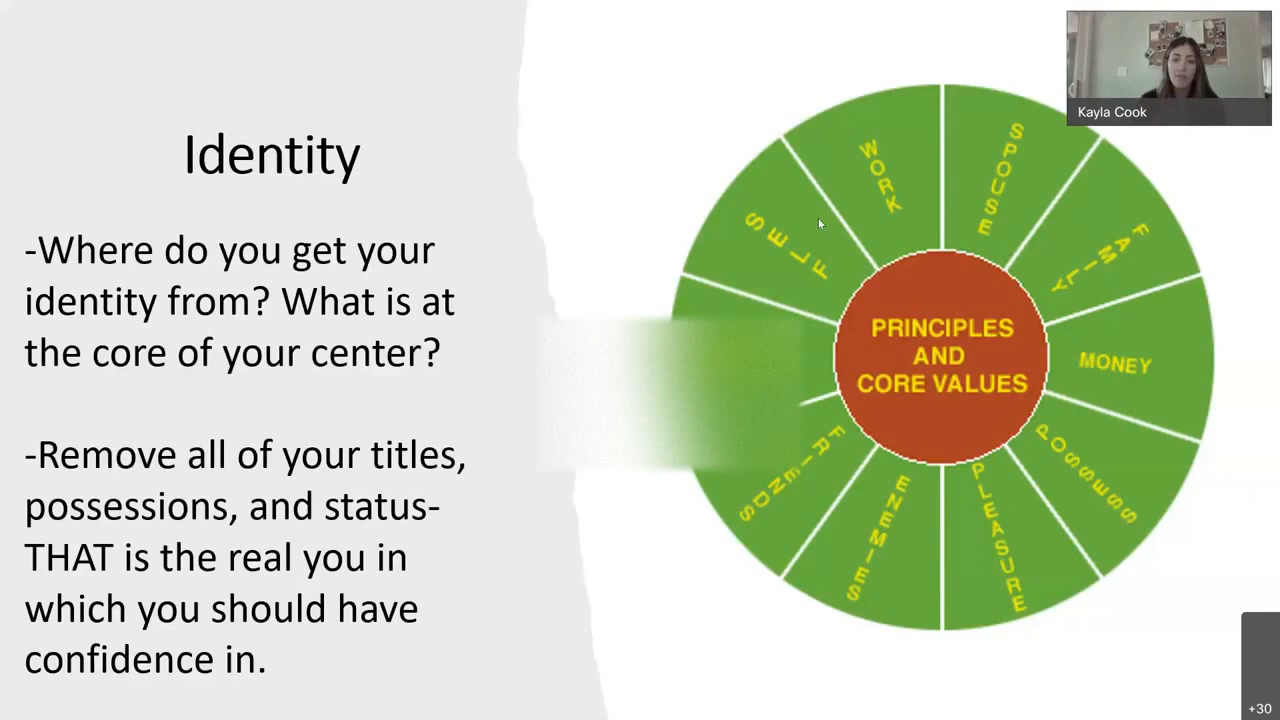 Identity
-Where do you get your
identity from? What is at
the core of your center?
-Remove all of your titles,
possessions, and status-
THAT is the real you in
which you should have
confidence in.
WORK
SPOUSE
SELF
FAMILY
PRINCIPLES
AND
CORE VALUES
MONEY
FRIENDS
POSSESS
ENEMIES
PLEASURE
Kayla Cook
+30